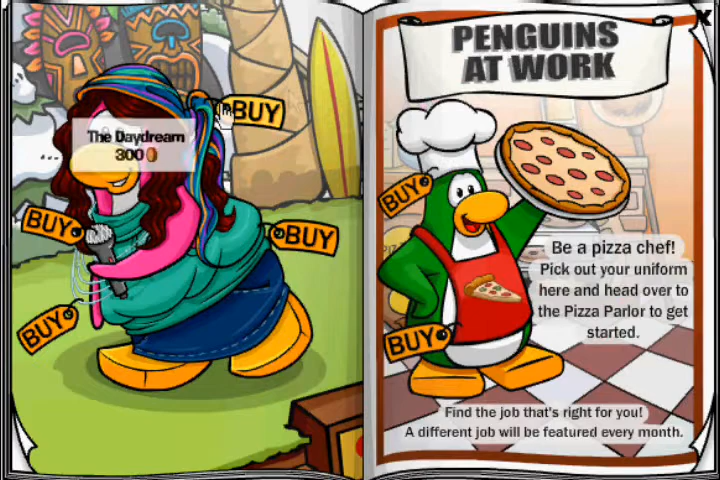 BUY
The Daydream
300
BUY
BUY
BUY
PENGUINS
AT WORK
X
BUY
Be a pizza chef!
Pick out your uniform
here and head over to
the Pizza Parlor to get
started.
BUY
Find the job that's right for you!
A different job will be featured every month.